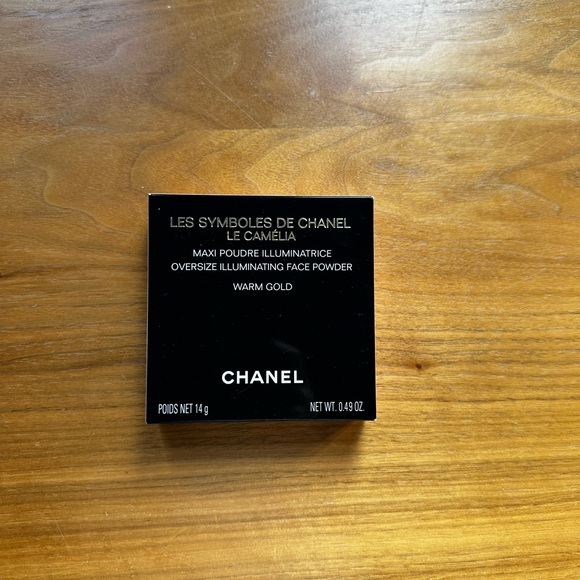 LES SYMBOLES DE CHANEL
LE CAMÉLIA
MAXI POUDRE ILLUMINATRICE
OVERSIZE ILLUMINATING FACE POWDER
WARM GOLD
CHANEL
POIDS NET 14 g NET WT. 0.49 OZ.